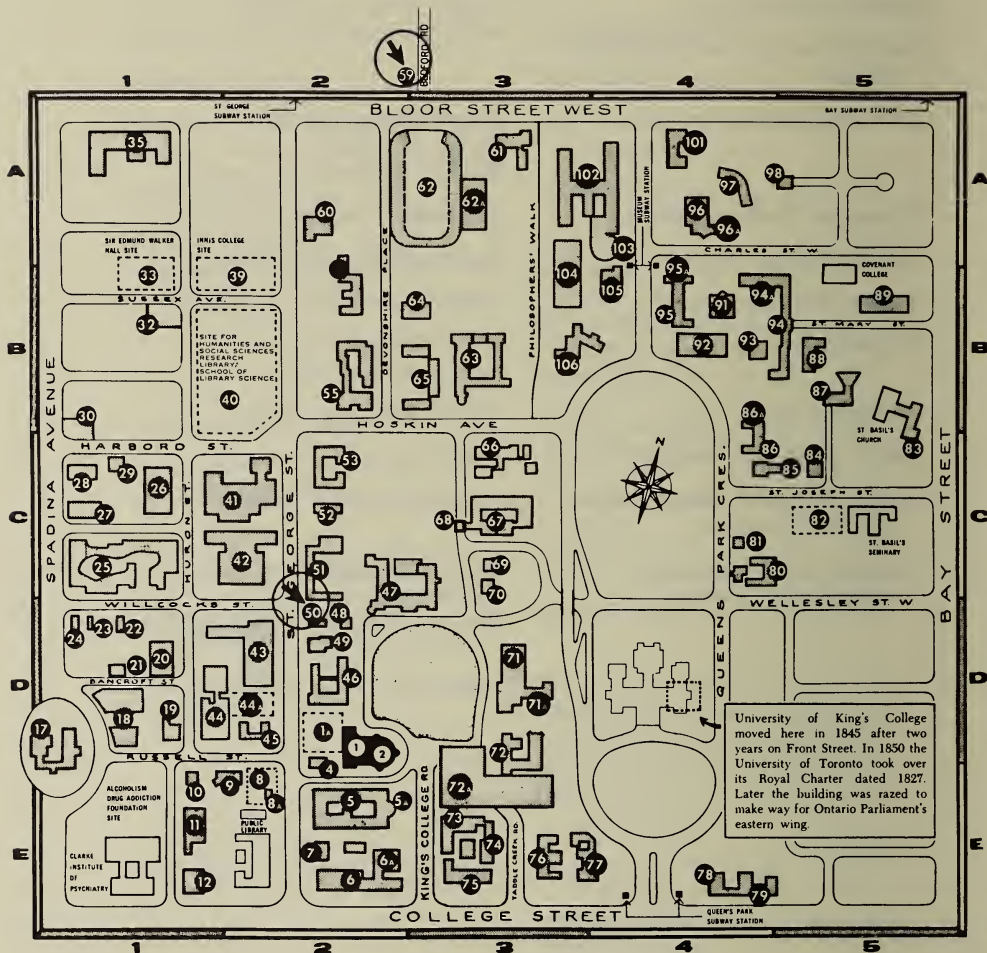 59
BEDFORD RD
1 2 3 4 5
ST GEORGE
SUBWAY STATION
BLOOR STREET WEST
BAY SUBWAY STATION
A
35
62
62A
61
102
101
97
98
A
60
96
96A
PHILOSOPHERS' WALK
MUSEUM
SUBWAY STATION
SIR EDMUND WALKER
HALL SITE
33
INNIS COLLEGE
SITE
39
DEVONSHIRE PLACE
104
103
105
CHARLES ST. W.
95A
COVENANT
COLLEGE
SUSSEX AVE.
32
64
91
94A
89
95
94
ST. MARY ST.
B
SITE FOR
HUMANITIES AND
SOCIAL SCIENCES
RESEARCH
LIBRARY/
SCHOOL OF
LIBRARY SCIENCE
40
55
65
63
106
92
93
88
B
87
SPADINA AVENUE
30
HARBORD ST.
HOSKIN AVE
86A
86
85
84
ST BASIL'S
CHURCH
83
ST. JOSEPH ST.
BAY STREET
28
29
26
27
HURON ST.
41
53
66
N
C
25
42
52
51
68
67
47
69
70
81
80
82
ST. BASIL'S
SEMINARY
C
ST. GEORGE ST.
QUEENS PARK CRES.
WILLCOCKS ST.
50
48
WELLESLEY ST. W
24
23
22
21
20
43
49
46
71
71A
D
BANCROFT ST.
18
19
44
44A
45
1A
1
2
4
72
72A
D
17
RUSSELL ST.
University of King's College
moved here in 1845 after two
years on Front Street. In 1850 the
University of Toronto took over
its Royal Charter dated 1827.
Later the building was razed to
make way for Ontario Parliament's
eastern wing.
ALCOHOLISM
DRUG ADDICTION
FOUNDATION
SITE
10
9
8
8A
PUBLIC
LIBRARY
5
5A
KING'S COLLEGE RD
73
74
TADDLE CREEK RD.
E
CLARKE
INSTITUTE
OF
PSYCHIATRY
11
12
7
6A
6
75
76
77
78
79
E
COLLEGE STREET
QUEEN'S PARK
SUBWAY STATION
1 2 3 4 5